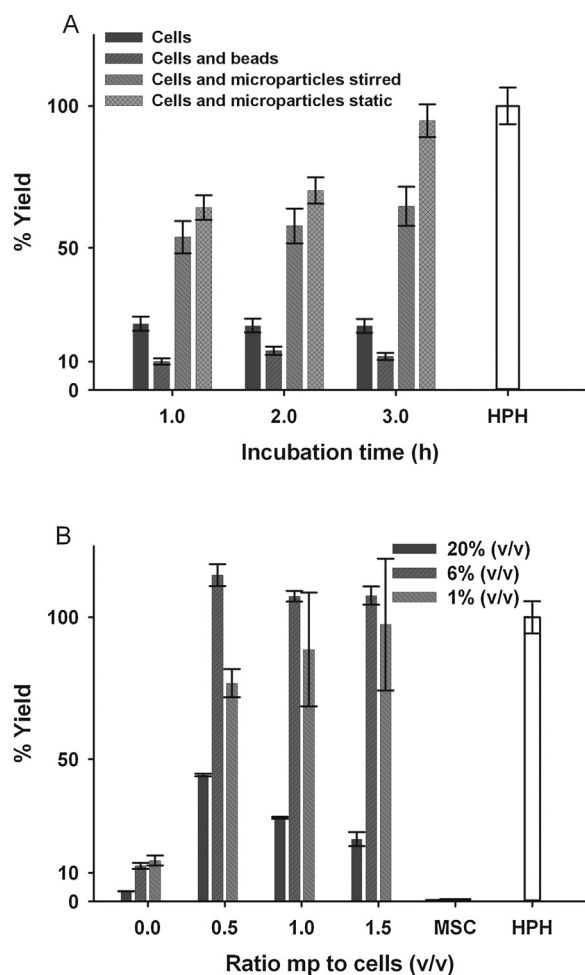 A
Cells
Cells and beads
Cells and microparticles stirred
Cells and microparticles static
100
50
10
0
% Yield
1.0 2.0 3.0 HPH
Incubation time (h)
B
20% (v/v)
6% (v/v)
1% (v/v)
100
50
10
0
% Yield
0.0 0.5 1.0 1.5 MSC HPH
Ratio mp to cells (v/v)